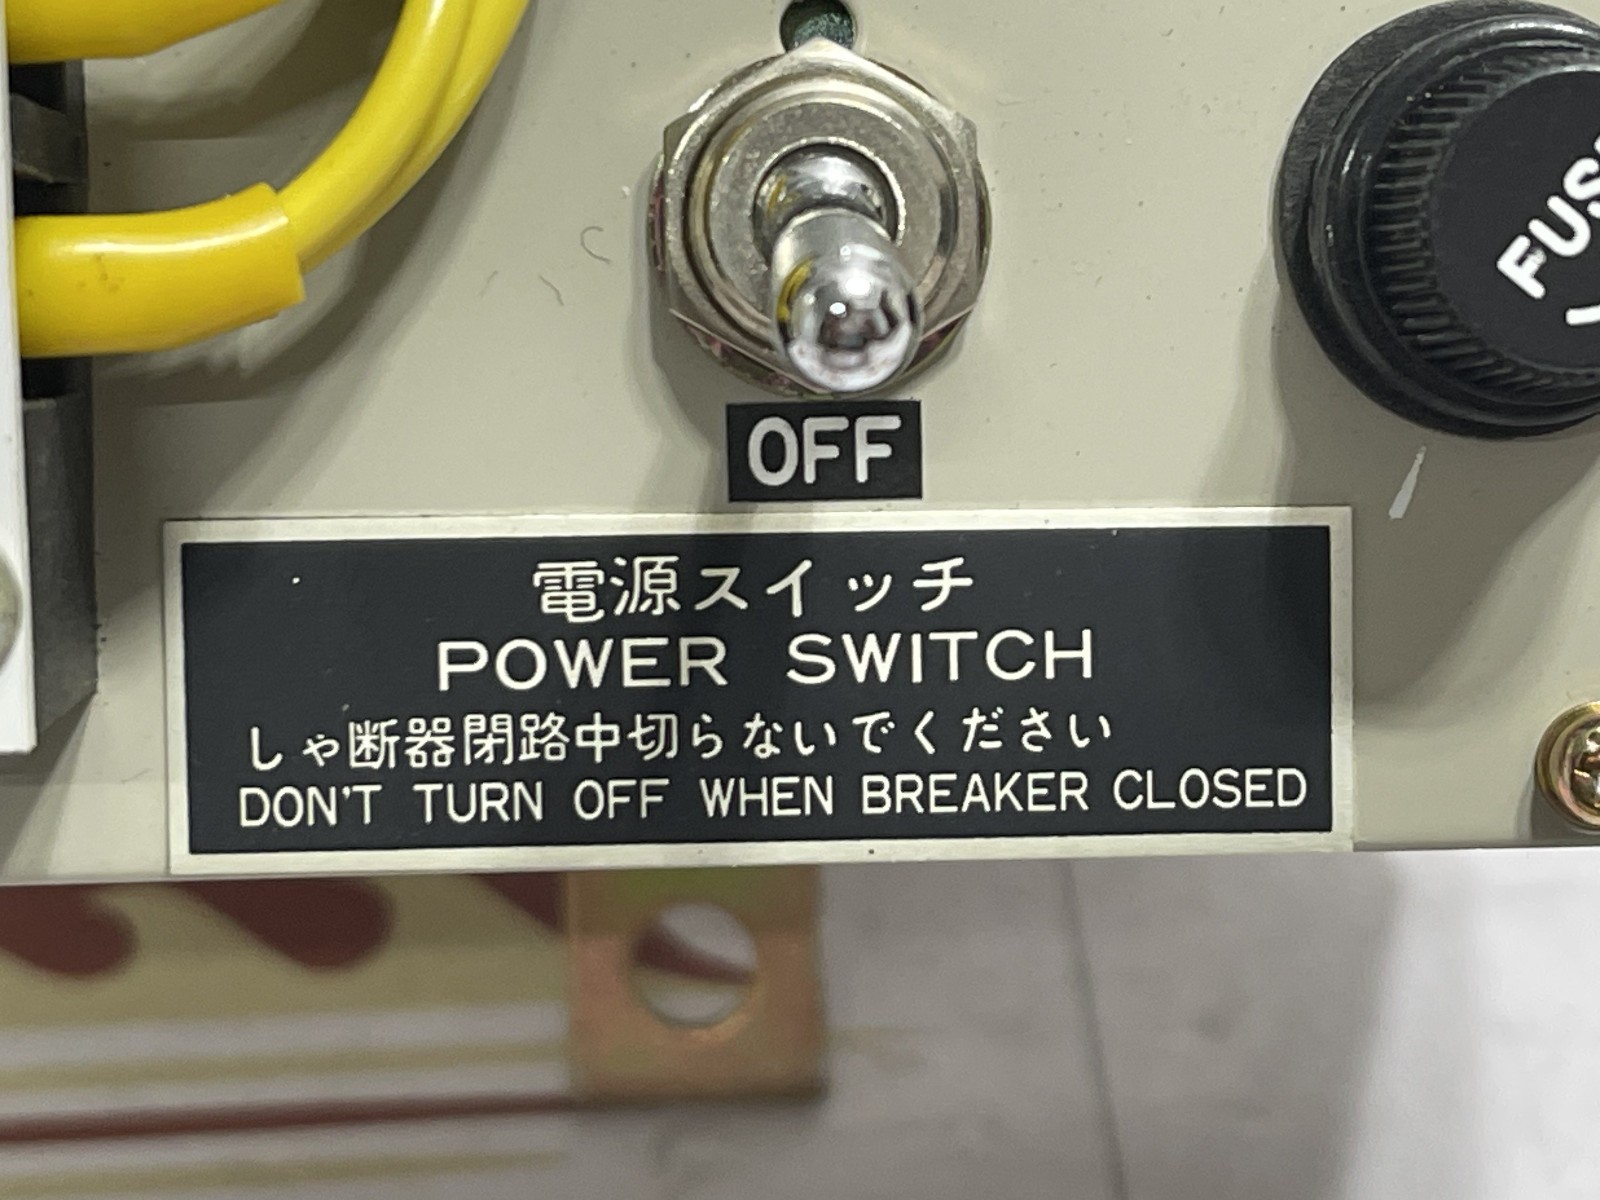 FUS
OFF
電源スイッチ
POWER SWITCH
しゃ断器閉路中切らないでください
DON'T TURN OFF WHEN BREAKER CLOSED